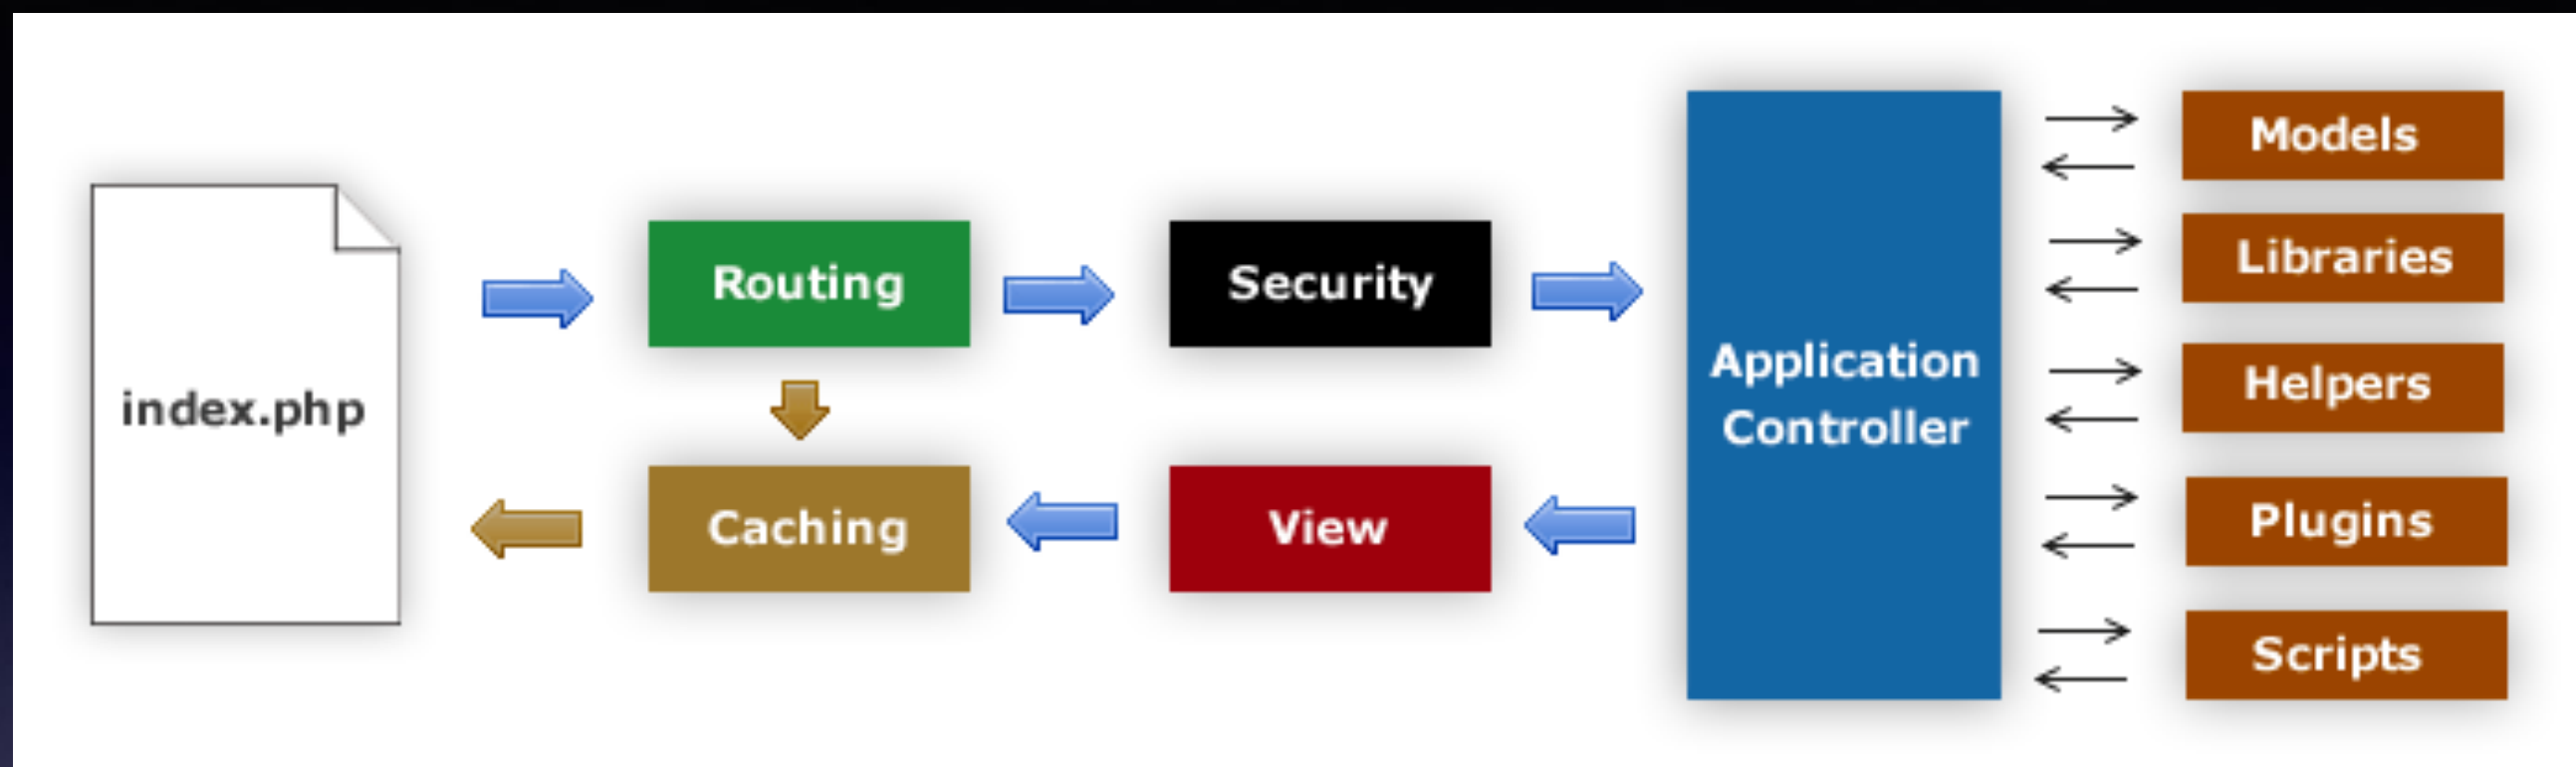 index.php
Routing
Security
Caching
View
Application
Controller
Models
Libraries
Helpers
Plugins
Scripts